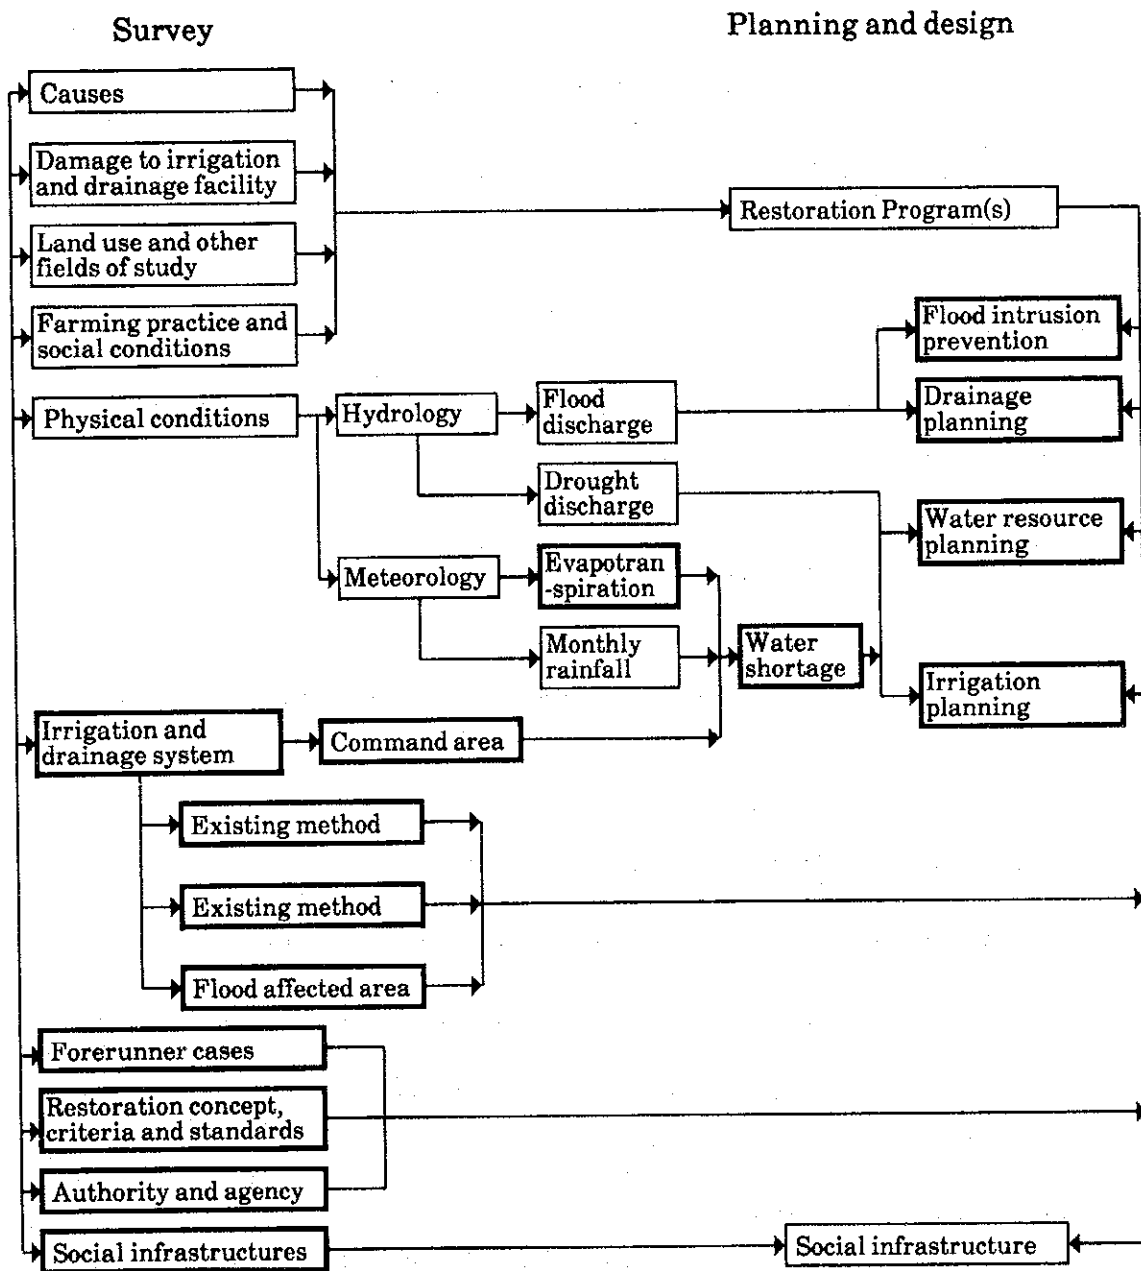 Survey
Planning and design
Causes
Damage to irrigation
and drainage facility
Restoration Program(s)
Land use and other
fields of study
Farming practice and
social conditions
Flood intrusion
prevention
Physical conditions
Hydrology
Flood
discharge
Drainage
planning
Drought
discharge
Water resource
planning
Meteorology
Evapotran
-spiration
Monthly
rainfall
Water
shortage
Irrigation
planning
Irrigation and
drainage system
Command area
Existing method
Existing method
Flood affected area
Forerunner cases
Restoration concept,
criteria and standards
Authority and agency
Social infrastructures
Social infrastructure